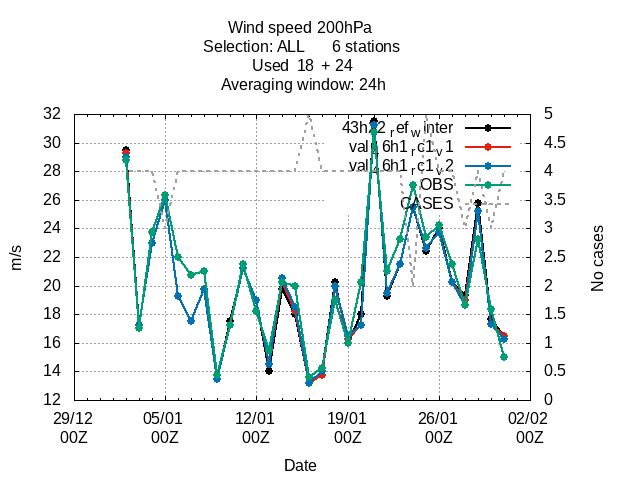 Wind speed 200hPa
Selection: ALL 6 stations
Used 18 + 24
Averaging window: 24h
32 30 28 26 24 22 20 18 16 14 12
m/s
5 4.5 4 3.5 3 2.5 2 1.5 1 0.5 0
No cases
43h22_ref_winter
val_16h1_rc1_v1
val_16h1_rc1_v2
OBS
CASES
29/12 05/01 12/01 19/01 26/01 02/02
00Z 00Z 00Z 00Z 00Z 00Z
Date